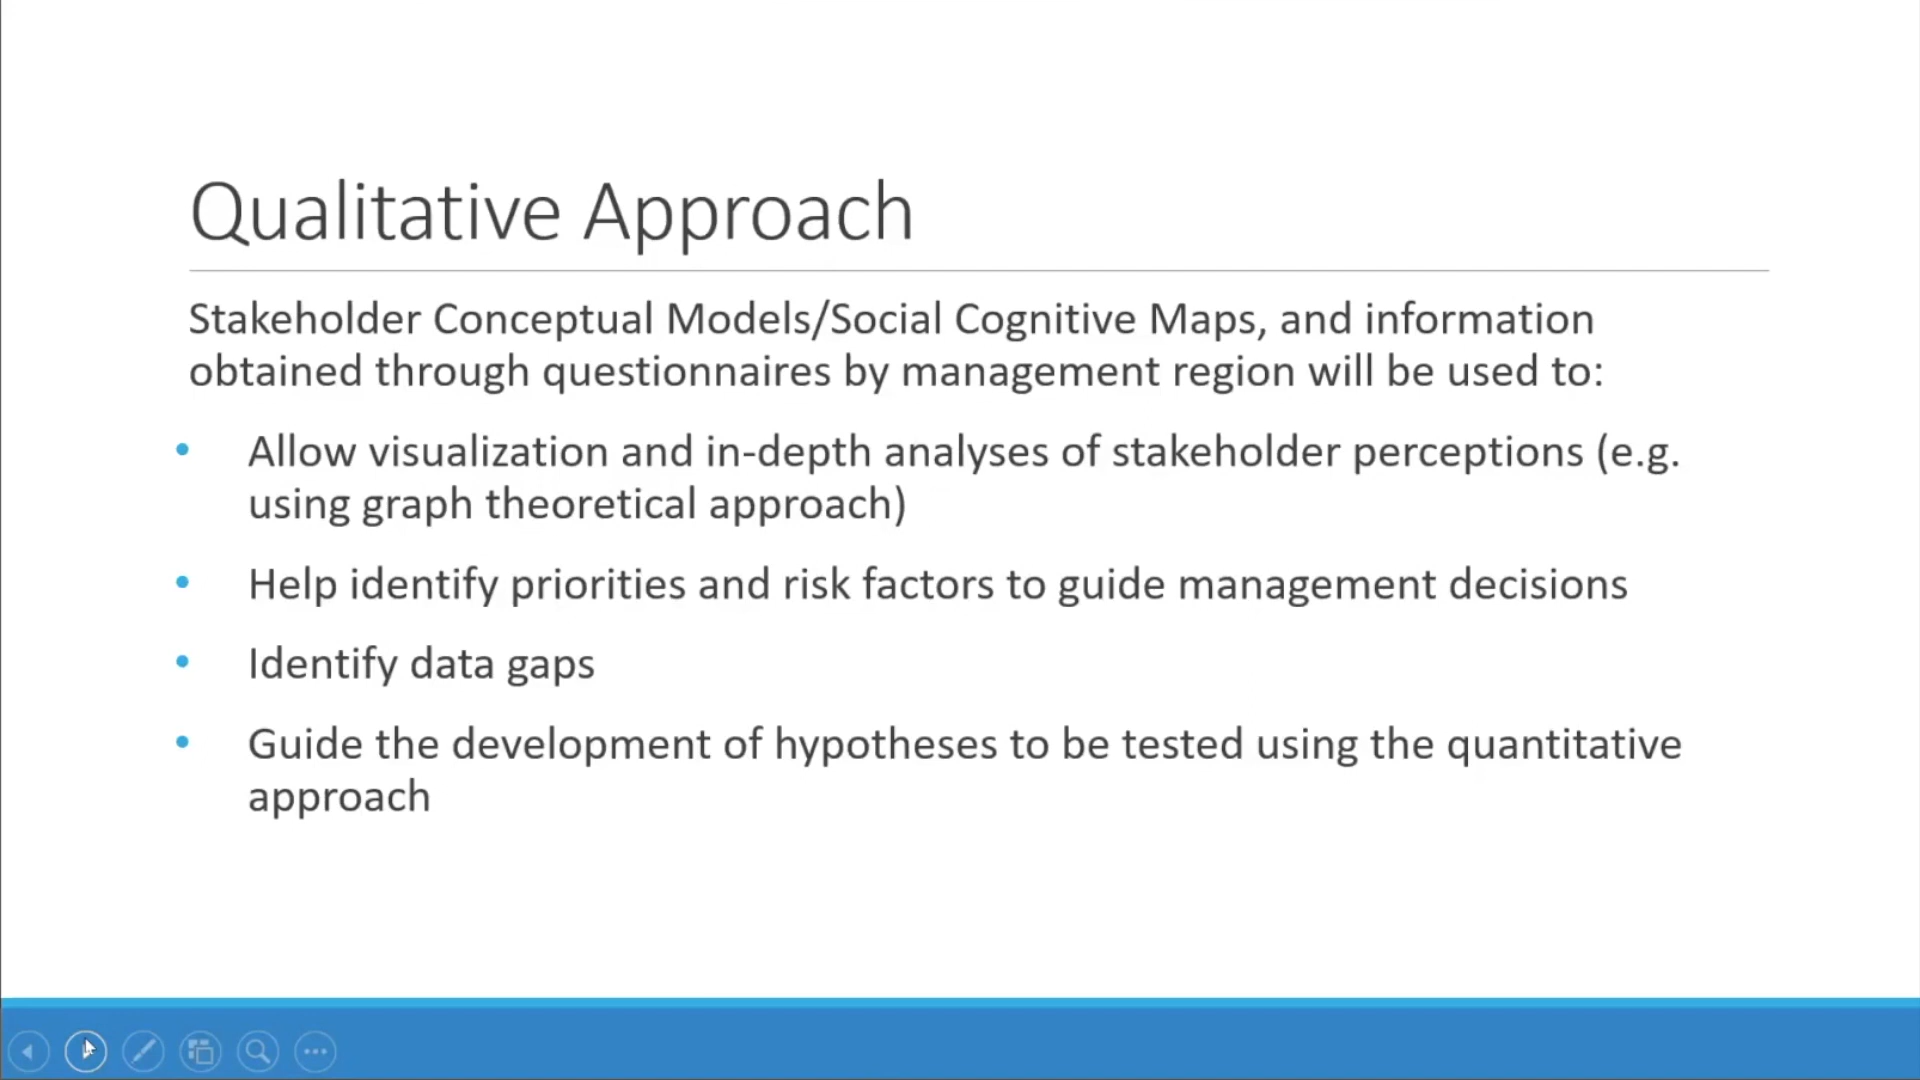 Qualitative Approach
Stakeholder Conceptual Models/Social Cognitive Maps, and information
obtained through questionnaires by management region will be used to:
• Allow visualization and in-depth analyses of stakeholder perceptions (e.g.
using graph theoretical approach)
• Help identify priorities and risk factors to guide management decisions
• Identify data gaps
• Guide the development of hypotheses to be tested using the quantitative
approach